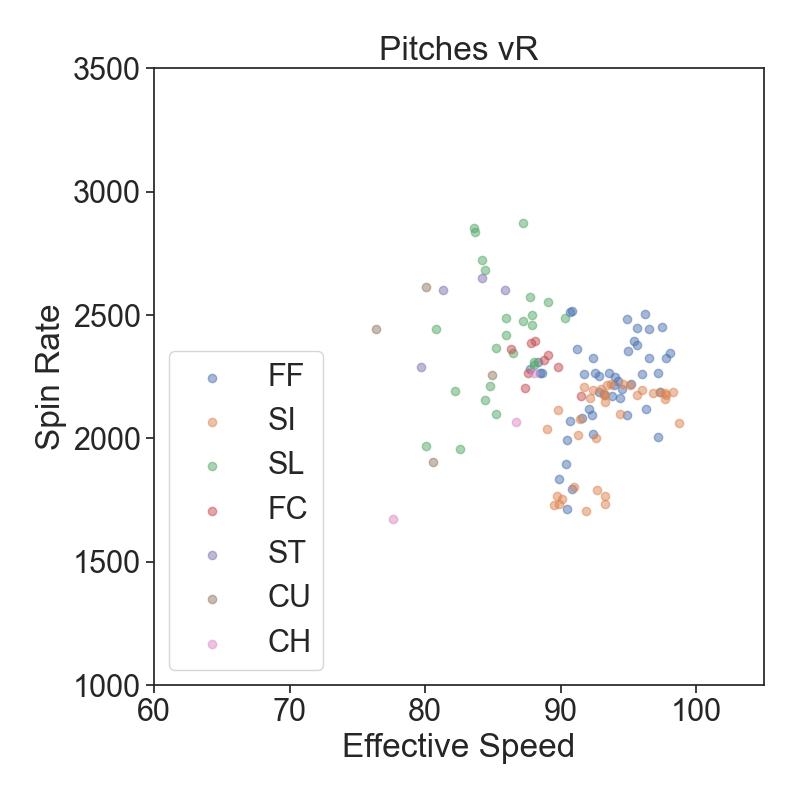 Pitches vR
3500
3000
2500
2000
1500
1000
Spin Rate
FF
SI
SL
FC
ST
CU
CH
60 70 80 90 100
Effective Speed